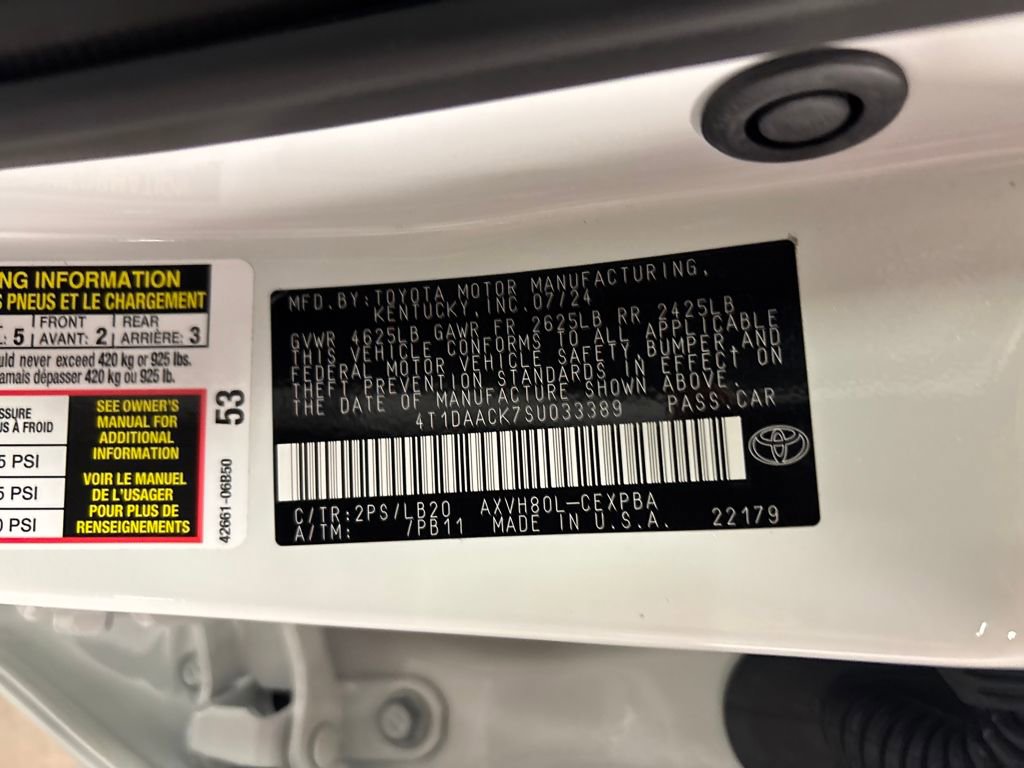 NG INFORMATION
S PNEUS ET LE CHARGEMENT
: 5 | FRONT AVANT: 2 | REAR ARRIÈRE: 3
uld never exceed 420 kg or 925 lbs.
amais dépasser 420 kg ou 925 lb.
SSURE
S À FROID
5 PSI
5 PSI
0 PSI
SEE OWNER'S
MANUAL FOR
ADDITIONAL
INFORMATION
VOIR LE MANUEL
DE L'USAGER
POUR PLUS DE
RENSEIGNEMENTS
53
42661-06B50
MFD.BY:TOYOTA MOTOR MANUFACTURING,
KENTUCKY, INC.07/24
GVWR 4625LB GAWR FR 2625LB RR 2425LB
THIS VEHICLE CONFORMS TO ALL APPLICABLE
FEDERAL MOTOR VEHICLE SAFETY,BUMPER,AND
THEFT PREVENTION STANDARDS IN EFFECT ON
THE DATE OF MANUFACTURE SHOWN ABOVE.
4T1DAACK7SU033389 PASS.CAR
C/TR:2PS/LB20 AXVH80L-CEXPBA
A/TM: 7PB11 MADE IN U.S.A. 22179